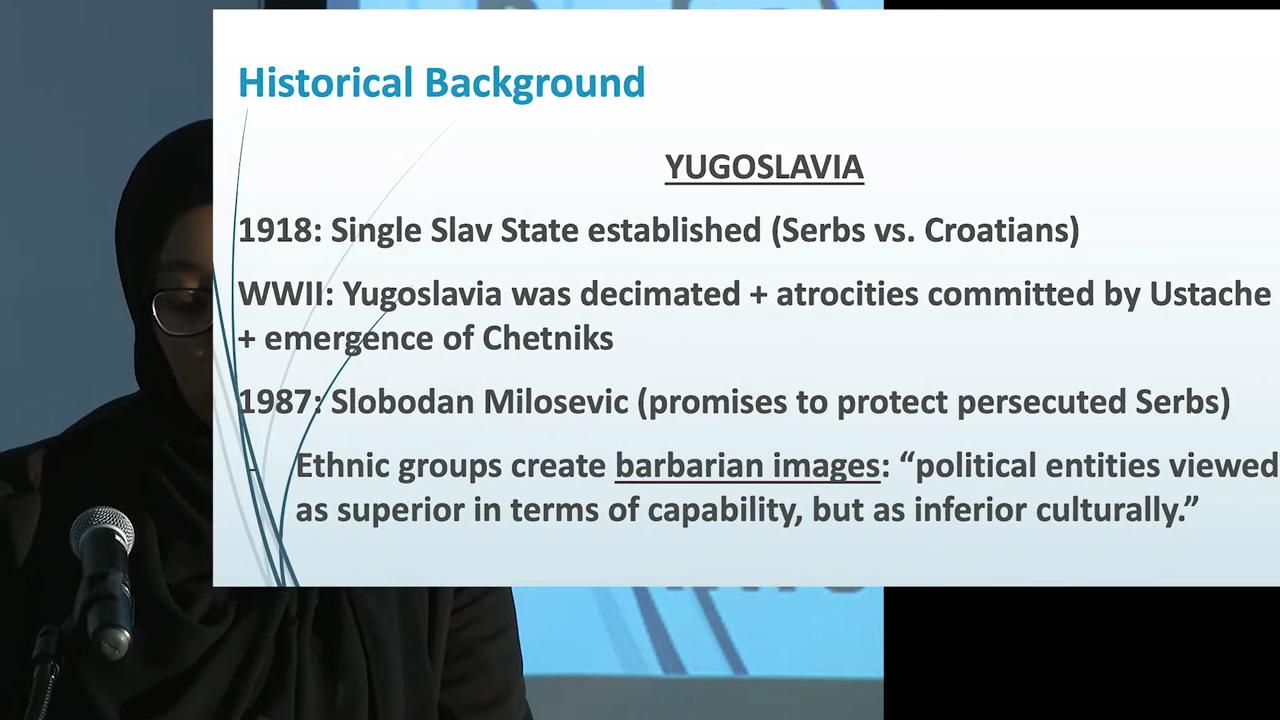 Historical Background
YUGOSLAVIA
1918: Single Slav State established (Serbs vs. Croatians)
WWII: Yugoslavia was decimated + atrocities committed by Ustache
+ emergence of Chetniks
1987: Slobodan Milosevic (promises to protect persecuted Serbs)
- Ethnic groups create barbarian images: “political entities viewed
as superior in terms of capability, but as inferior culturally.”